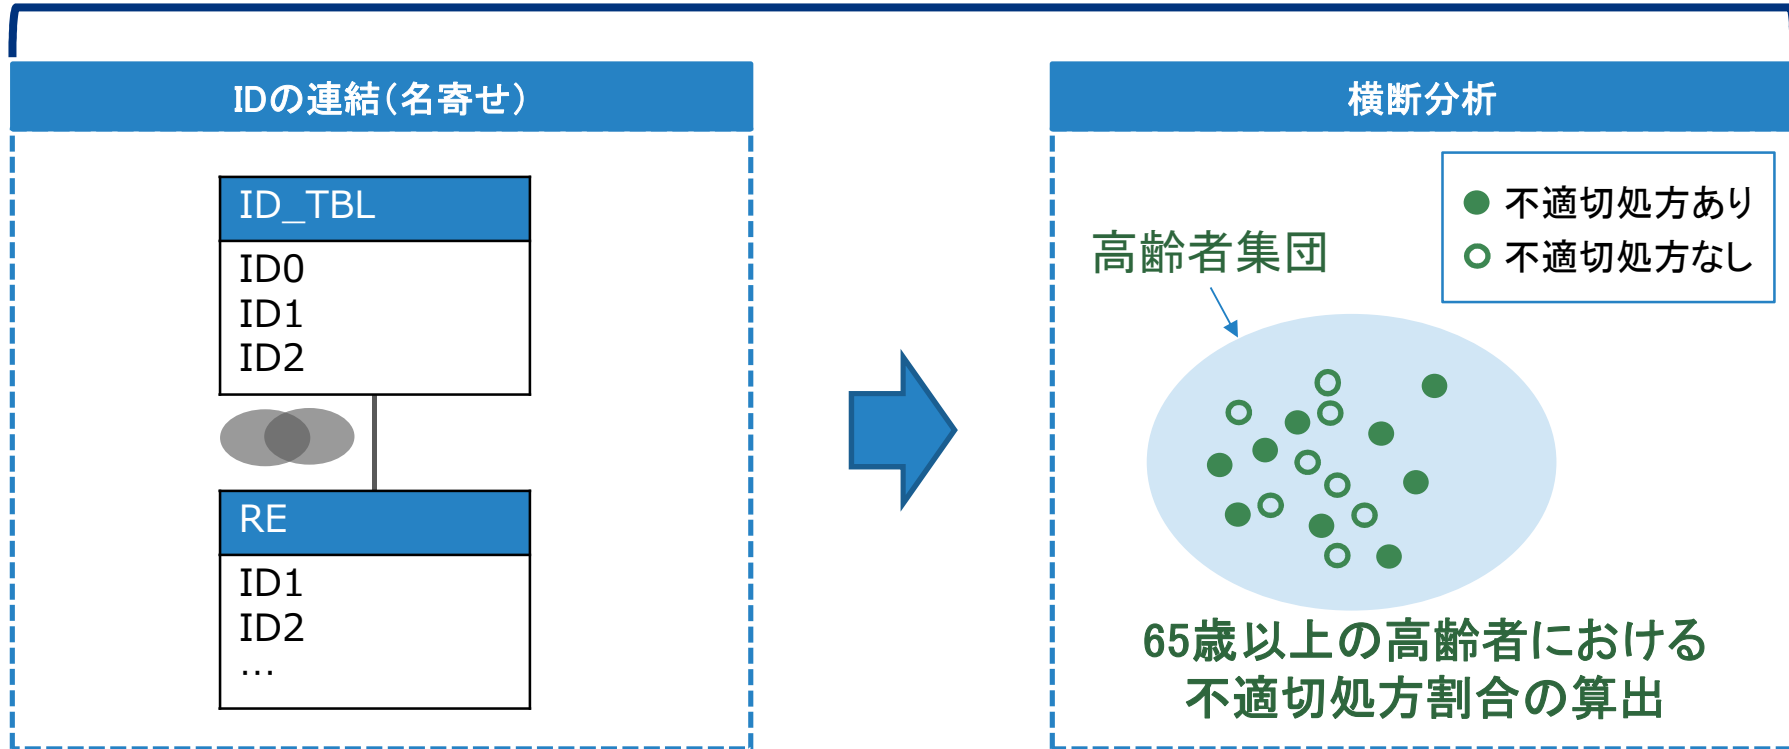 IDの連結(名寄せ)
ID_TBL
ID0
ID1
ID2
RE
ID1
ID2
…
横断分析
不適切処方あり
不適切処方なし
高齢者集団
65歳以上の高齢者における
不適切処方割合の算出